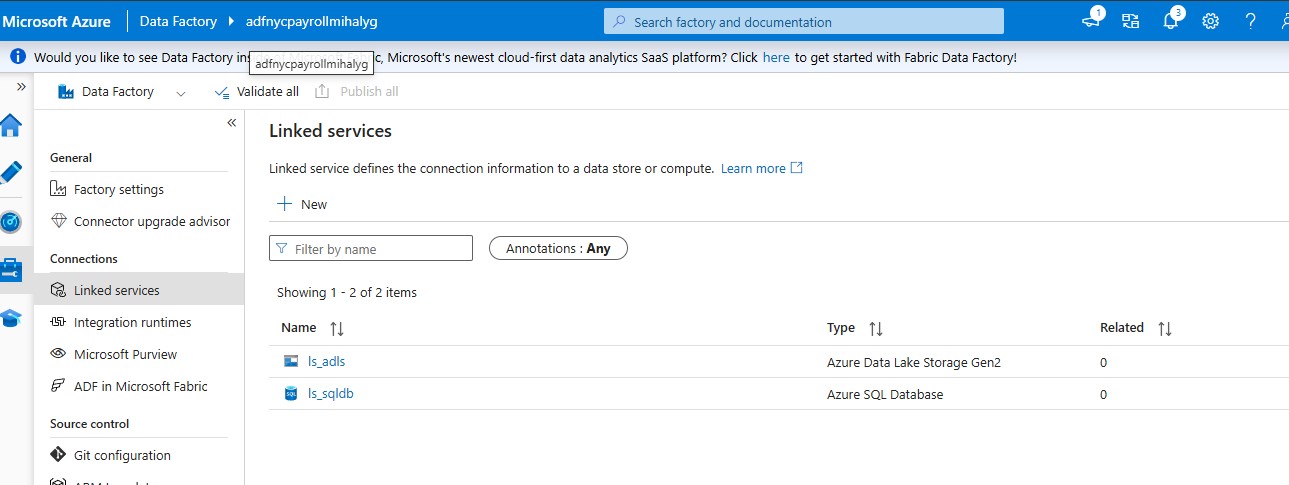 Microsoft Azure Data Factory adfnycpayrollmihalyg Search factory and documentation 1 3
Would you like to see Data Factory ins c, Microsoft's newest cloud-first data analytics SaaS platform? Click here to get started with Fabric Data Factory!
adfnycpayrollmihalyg
Data Factory Validate all Publish all
General
Factory settings
Connector upgrade advisor
Connections
Linked services
Integration runtimes
Microsoft Purview
ADF in Microsoft Fabric
Source control
Git configuration
Linked services
Linked service defines the connection information to a data store or compute. Learn more
New
Filter by name Annotations : Any
Showing 1 - 2 of 2 items
Name Type Related
ls_adls Azure Data Lake Storage Gen2 0
SQL ls_sqldb Azure SQL Database 0